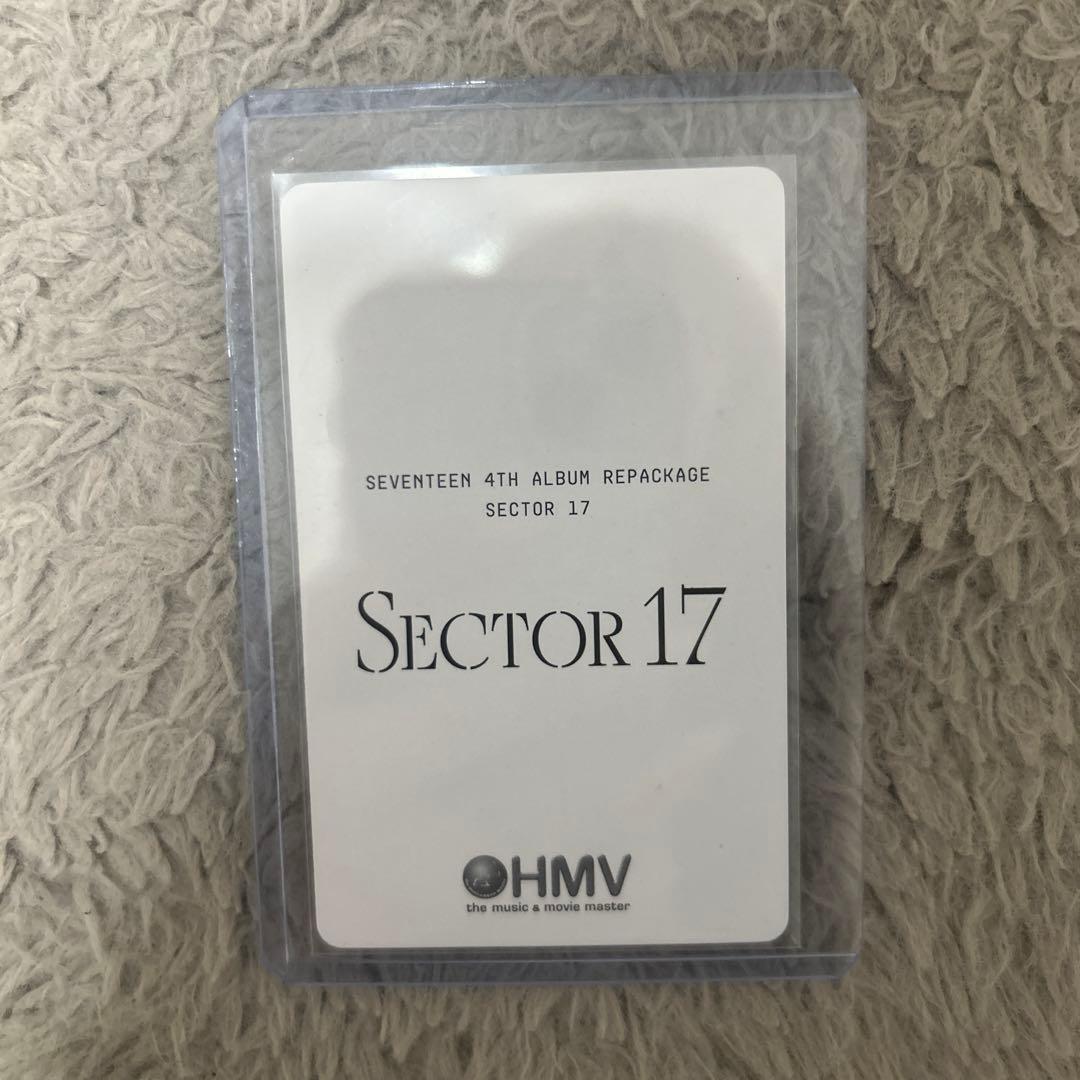 SEVENTEEN 4TH ALBUM REPACKAGE
SECTOR 17
SECTOR 17
HMV
the music & movie master